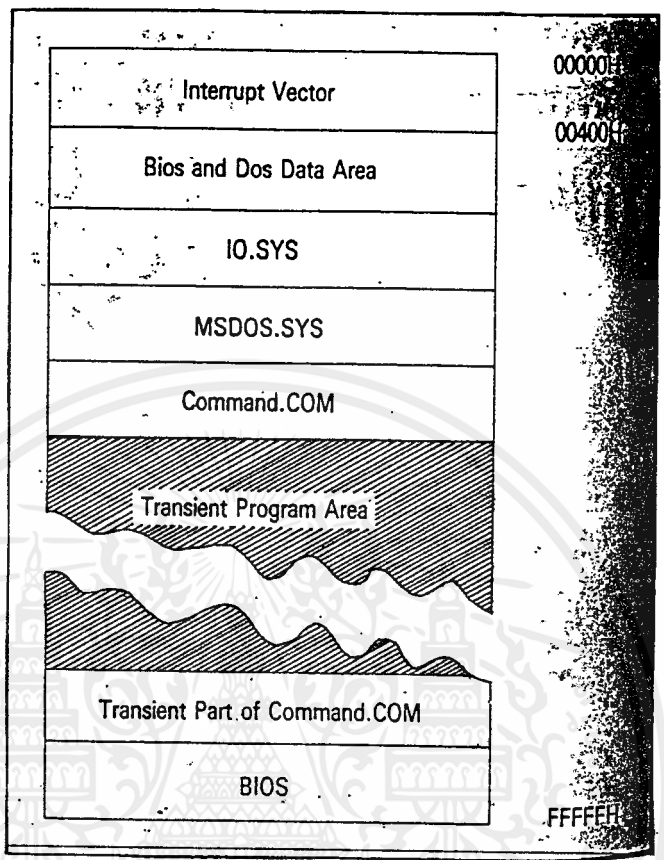 00000H
Interrupt Vector
00400H
Bios and Dos Data Area
IO.SYS
MSDOS.SYS
Command.COM
Transient Program Area
Transient Part of Command.COM
BIOS
FFFFFH